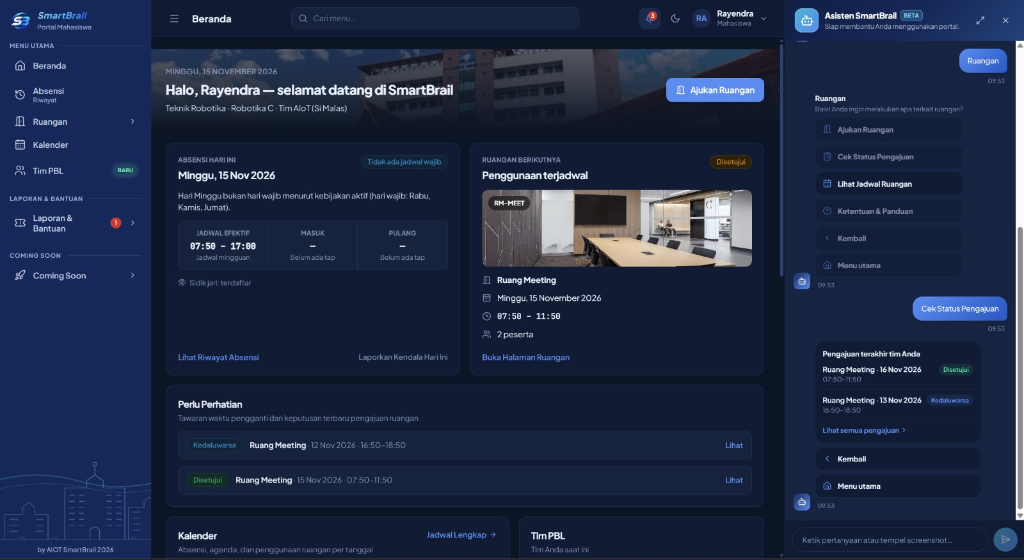 SmartBrail
Portal Mahasiswa
MENU UTAMA
Beranda
Absensi
Riwayat
Ruangan
Kalender
Tim PBL
BARU
LAPORAN & BANTUAN
Laporan &
Bantuan
1
COMING SOON
Coming Soon
by AIOT SmartBrail 2026
Beranda
Cari menu...
3
RA
Rayendra
Mahasiswa
MINGGU, 15 NOVEMBER 2026
Halo, Rayendra — selamat datang di SmartBrail
Teknik Robotika · Robotika C · Tim AIoT (Si Malas)
Ajukan Ruangan
ABSENSI HARI INI
Tidak ada jadwal wajib
Minggu, 15 Nov 2026
Hari Minggu bukan hari wajib menurut kebijakan aktif (hari wajib: Rabu,
Kamis, Jumat).
JADWAL EFEKTIF
07:50 – 17:00
Jadwal mingguan
MASUK
—
Belum ada tap
PULANG
—
Belum ada tap
Sidik jari: terdaftar
Lihat Riwayat Absensi
Laporkan Kendala Hari Ini
RUANGAN BERIKUTNYA
Disetujui
Penggunaan terjadwal
RM-MEET
Ruang Meeting
Minggu, 15 November 2026
07:50 – 11:50
2 peserta
Buka Halaman Ruangan
Perlu Perhatian
Tawaran waktu pengganti dan keputusan terbaru pengajuan ruangan
Kedaluwarsa
Ruang Meeting · 12 Nov 2026 · 16:50–18:50
Lihat
Disetujui
Ruang Meeting · 15 Nov 2026 · 07:50–11:50
Lihat
Kalender
Absensi, agenda, dan penggunaan ruangan per tanggal
Jadwal Lengkap →
Tim PBL
Tim Anda saat ini
Asisten SmartBrail
BETA
Siap membantu Anda menggunakan portal.
Ruangan
09:53
Ruangan
Baik! Anda ingin melakukan apa terkait ruangan?
Ajukan Ruangan
Cek Status Pengajuan
Lihat Jadwal Ruangan
Ketentuan & Panduan
Kembali
Menu utama
09:53
Cek Status Pengajuan
09:53
Pengajuan terakhir tim Anda
Ruang Meeting · 16 Nov 2026
Disetujui
07:50–11:50
Ruang Meeting · 13 Nov 2026
Kedaluwarsa
16:50–18:50
Lihat semua pengajuan
Kembali
Menu utama
09:53
Ketik pertanyaan atau tempel screenshot...